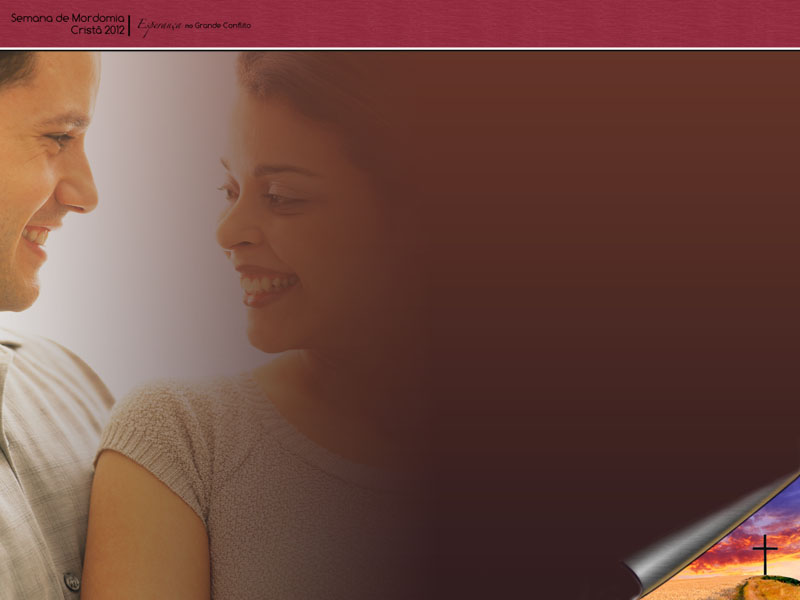 Semana de Mordomia
Cristã 2012
Esperança no Grande Conflito